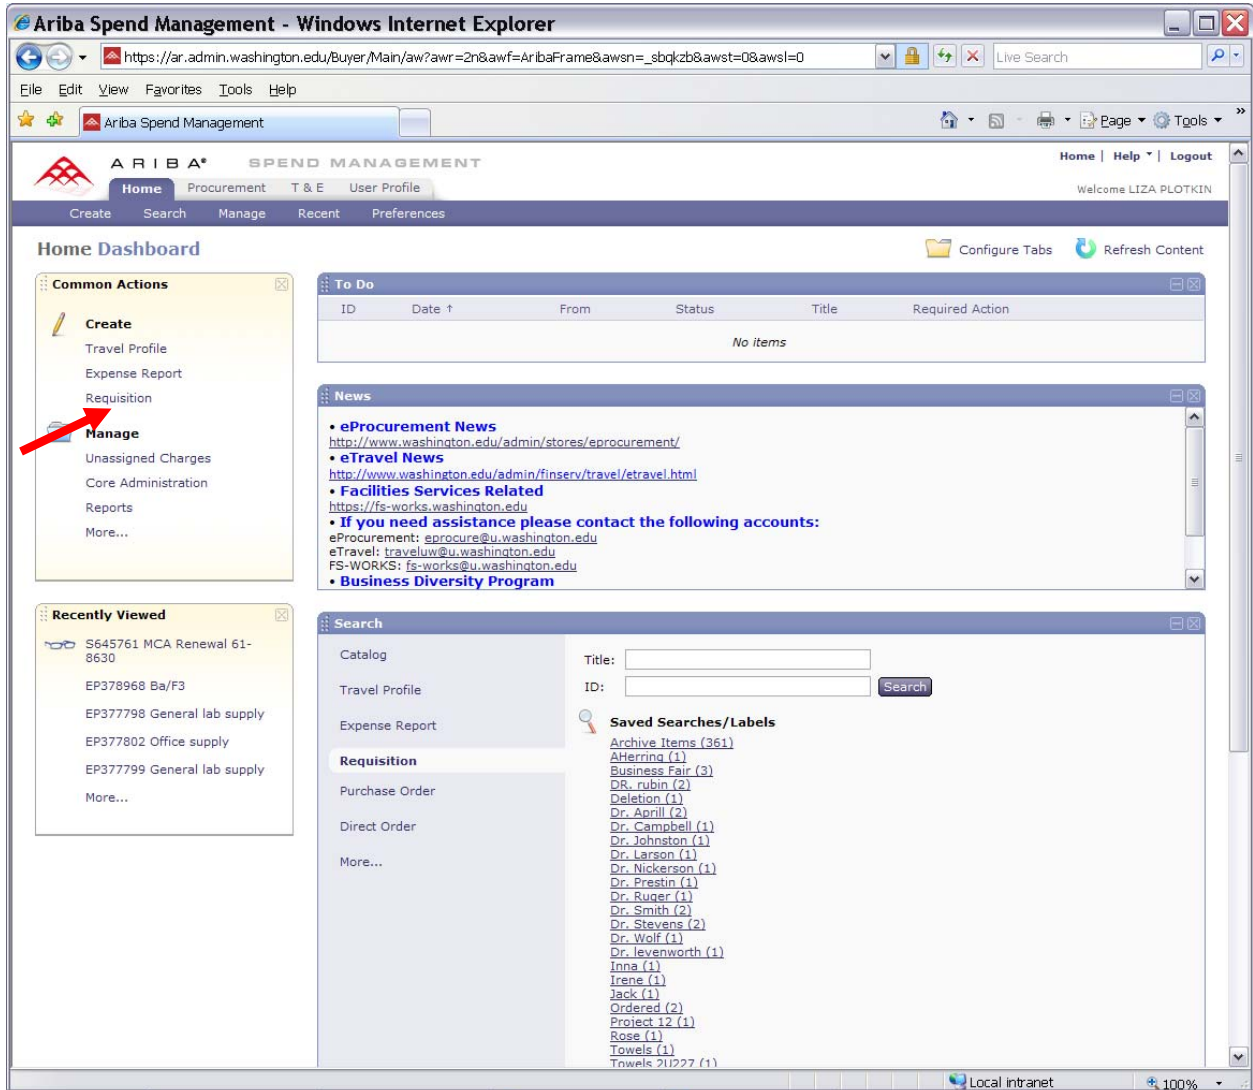 Ariba Spend Management - Windows Internet Explorer
https://ar.admin.washington.edu/Buyer/Main/aw?awr=2n&awf=AribaFrame&awsn=_sbqkzb&awst=0&awsl=0
Live Search
File Edit View Favorites Tools Help
Ariba Spend Management
Page Tools »
ARIBA® SPEND MANAGEMENT
Home | Help | Logout
Home Procurement T & E User Profile
Welcome LIZA PLOTKIN
Create Search Manage Recent Preferences
Home Dashboard
Configure Tabs Refresh Content
Common Actions
Create
Travel Profile
Expense Report
Requisition
Manage
Unassigned Charges
Core Administration
Reports
More...
Recently Viewed
S645761 MCA Renewal 61-
8630
EP378968 Ba/F3
EP377798 General lab supply
EP377802 Office supply
EP377799 General lab supply
More...
To Do
ID Date ↑ From Status Title Required Action
No items
News
• eProcurement News
http://www.washington.edu/admin/stores/eprocurement/
• eTravel News
http://www.washington.edu/admin/finserv/travel/etravel.html
• Facilities Services Related
https://fs-works.washington.edu
• If you need assistance please contact the following accounts:
eProcurement: eprocure@u.washington.edu
eTravel: traveluw@u.washington.edu
FS-WORKS: fs-works@u.washington.edu
• Business Diversity Program
Search
Catalog
Travel Profile
Expense Report
Requisition
Purchase Order
Direct Order
More...
Title:
ID: Search
Saved Searches/Labels
Archive Items (361)
AHerring (1)
Business Fair (3)
DR. rubin (2)
Deletion (1)
Dr. Aprill (2)
Dr. Campbell (1)
Dr. Johnston (1)
Dr. Larson (1)
Dr. Nickerson (1)
Dr. Prestin (1)
Dr. Ruger (1)
Dr. Smith (2)
Dr. Stevens (2)
Dr. Wolf (1)
Dr. levenworth (1)
Inna (1)
Irene (1)
Jack (1)
Ordered (2)
Project 12 (1)
Rose (1)
Towels (1)
Towels 2U227 (1)
Local intranet 100%